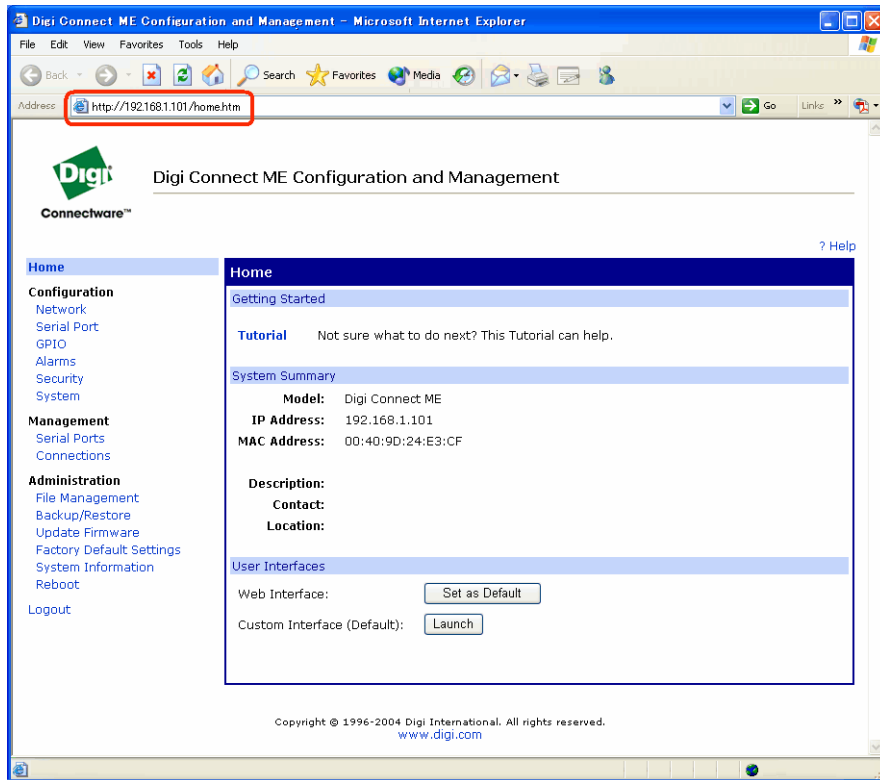 Digi Connect ME Configuration and Management - Microsoft Internet Explorer
File Edit View Favorites Tools Help
Back Search Favorites Media
Address http://192.168.1.101/home.htm Go Links »
Digi
Connectware™
Digi Connect ME Configuration and Management
? Help
Home
Configuration
Network
Serial Port
GPIO
Alarms
Security
System
Management
Serial Ports
Connections
Administration
File Management
Backup/Restore
Update Firmware
Factory Default Settings
System Information
Reboot
Logout
Home
Getting Started
Tutorial Not sure what to do next? This Tutorial can help.
System Summary
Model: Digi Connect ME
IP Address: 192.168.1.101
MAC Address: 00:40:9D:24:E3:CF
Description:
Contact:
Location:
User Interfaces
Web Interface: Set as Default
Custom Interface (Default): Launch
Copyright © 1996-2004 Digi International. All rights reserved.
www.digi.com